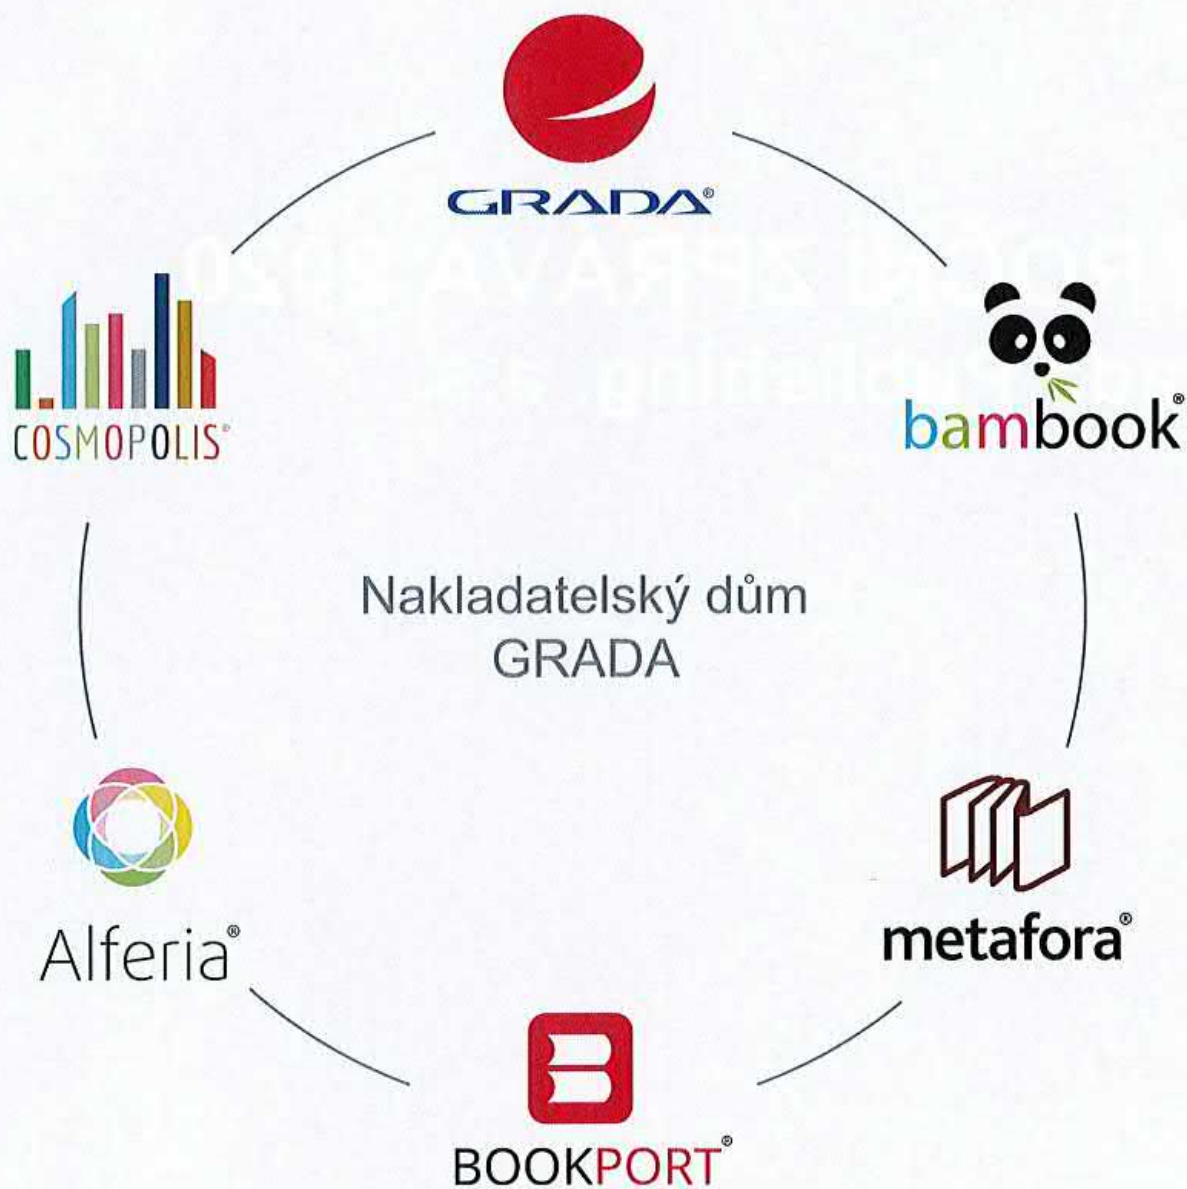 GRADA®
COSMOPOLIS®
bambook®
Nakladatelský dům
GRADA
Alferia®
metafora®
BOOKPORT®